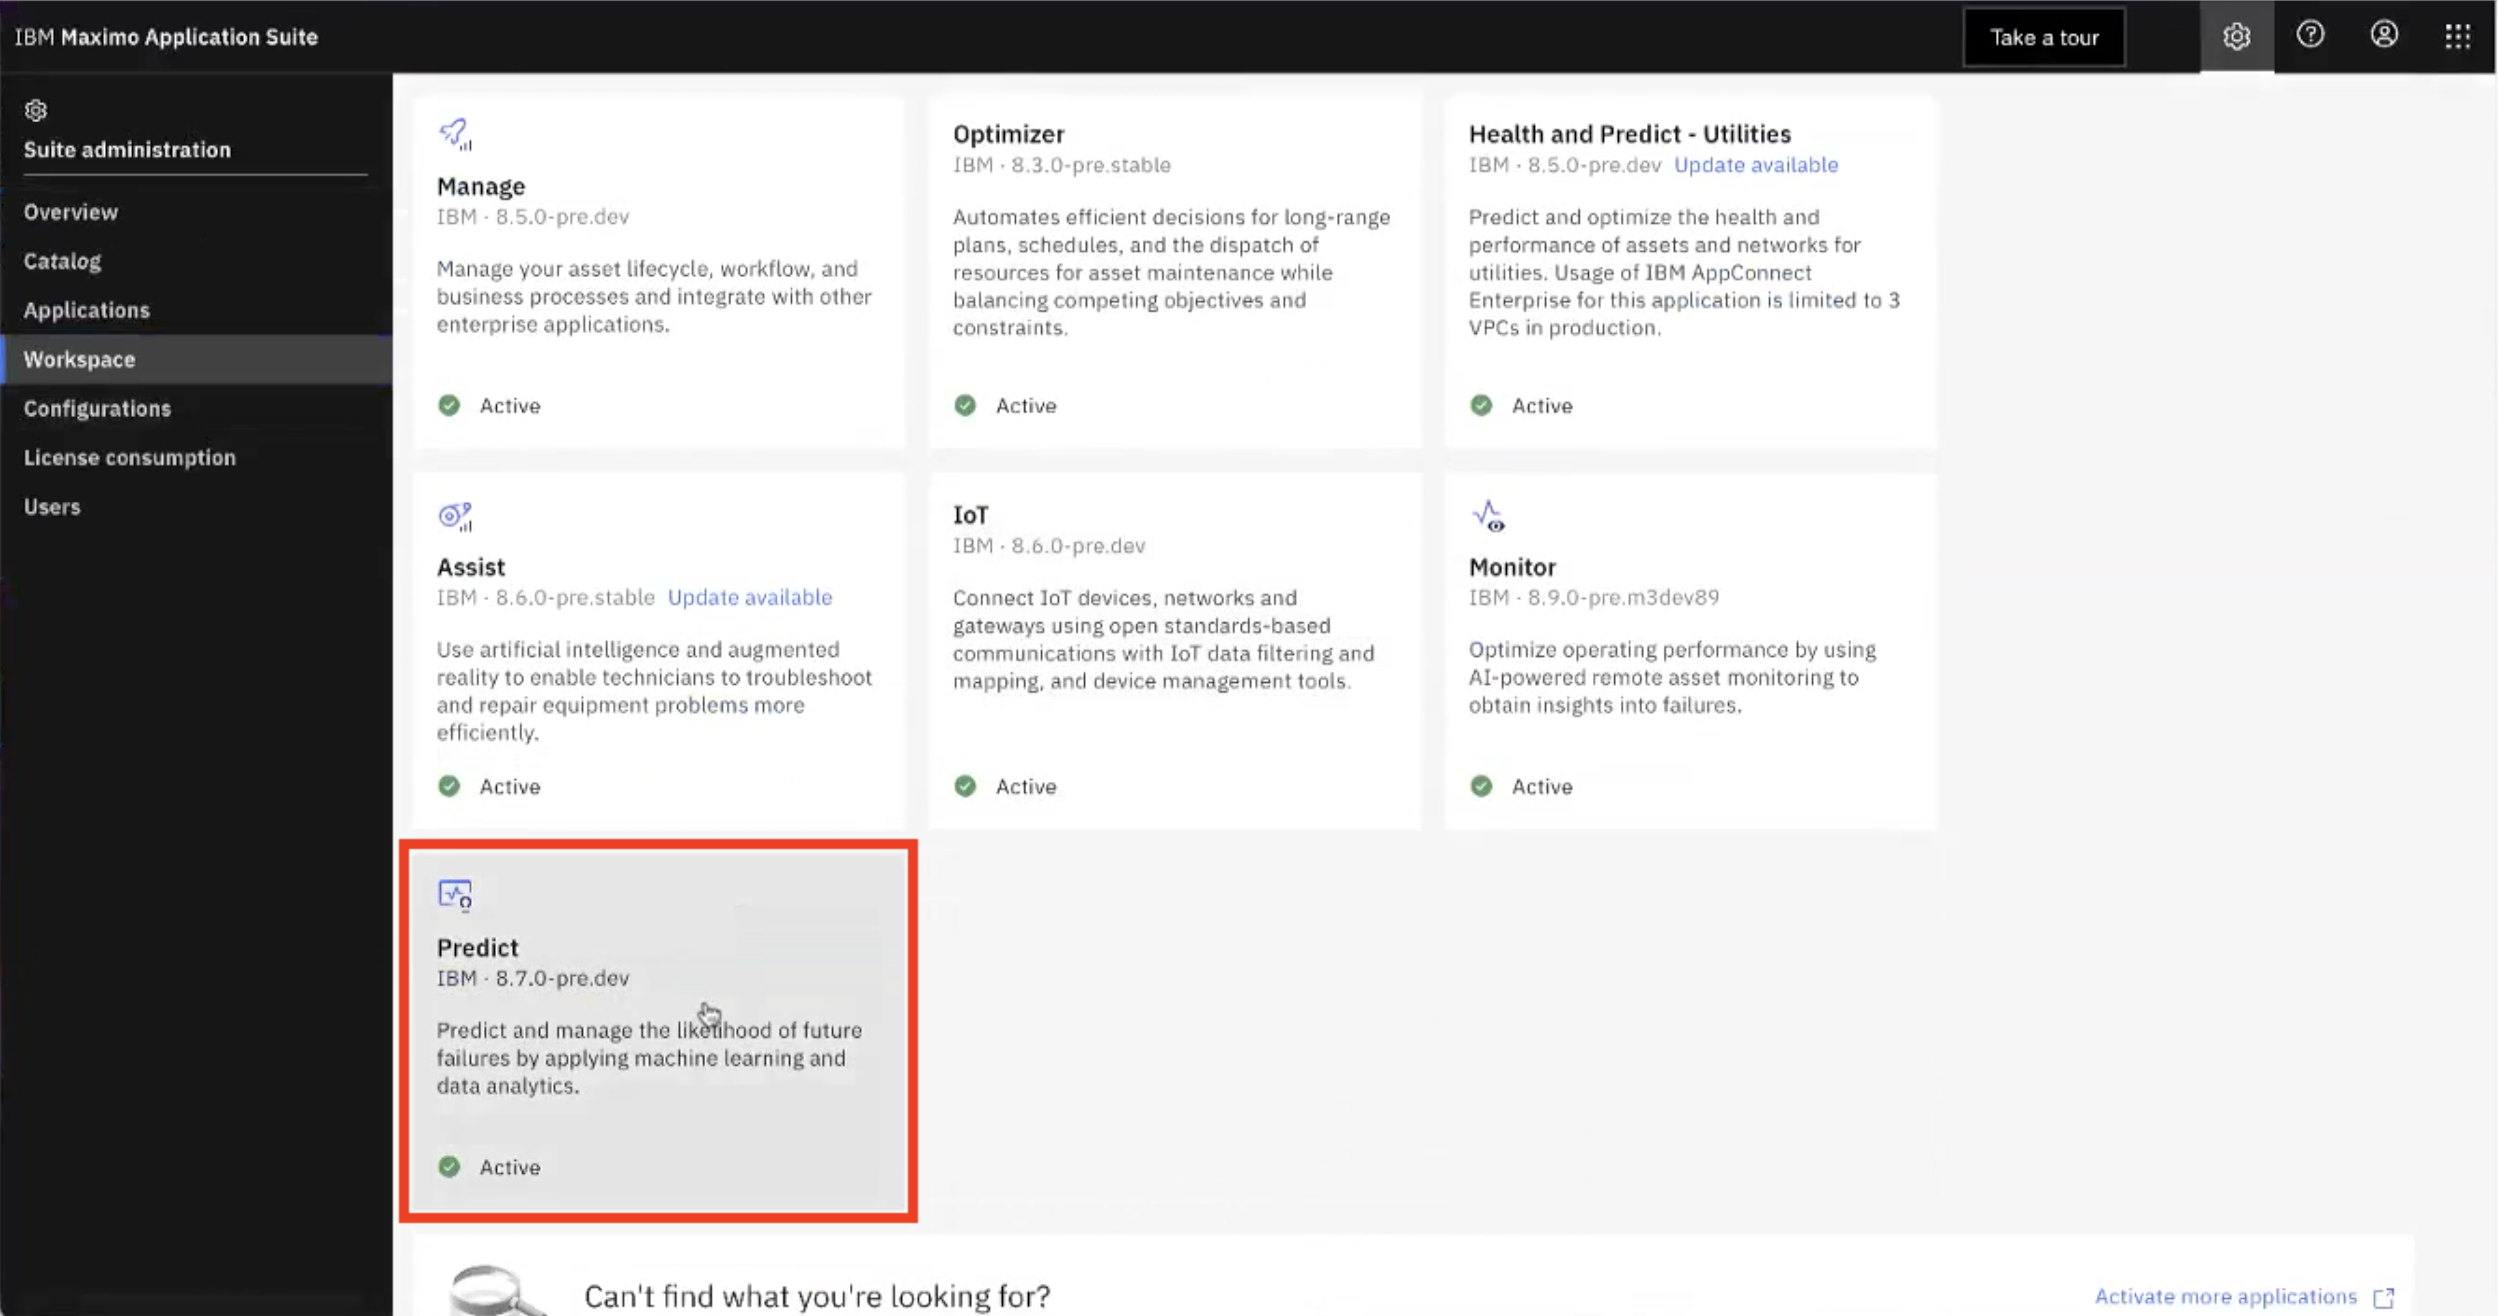 IBM Maximo Application Suite
Take a tour
Suite administration
Overview
Catalog
Applications
Workspace
Configurations
License consumption
Users
Manage
IBM · 8.5.0-pre.dev
Manage your asset lifecycle, workflow, and
business processes and integrate with other
enterprise applications.
Active
Optimizer
IBM · 8.3.0-pre.stable
Automates efficient decisions for long-range
plans, schedules, and the dispatch of
resources for asset maintenance while
balancing competing objectives and
constraints.
Active
Health and Predict - Utilities
IBM · 8.5.0-pre.dev Update available
Predict and optimize the health and
performance of assets and networks for
utilities. Usage of IBM AppConnect
Enterprise for this application is limited to 3
VPCs in production.
Active
Assist
IBM · 8.6.0-pre.stable Update available
Use artificial intelligence and augmented
reality to enable technicians to troubleshoot
and repair equipment problems more
efficiently.
Active
IoT
IBM · 8.6.0-pre.dev
Connect IoT devices, networks and
gateways using open standards-based
communications with IoT data filtering and
mapping, and device management tools.
Active
Monitor
IBM · 8.9.0-pre.m3dev89
Optimize operating performance by using
AI-powered remote asset monitoring to
obtain insights into failures.
Active
Predict
IBM · 8.7.0-pre.dev
Predict and manage the likelihood of future
failures by applying machine learning and
data analytics.
Active
Can't find what you're looking for?
Activate more applications